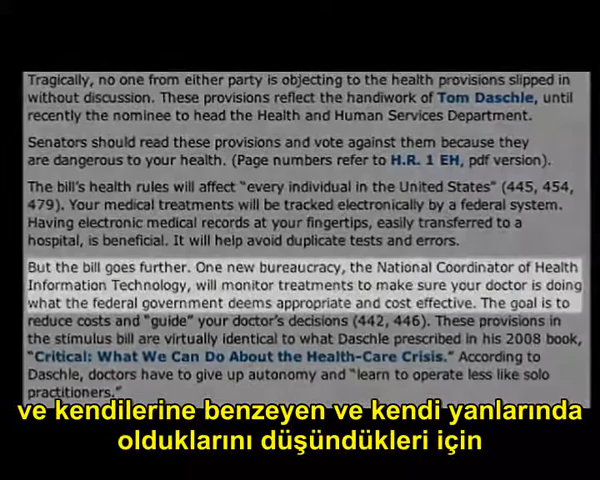 Tragically, no one from either party is objecting to the health provisions slipped in
without discussion. These provisions reflect the handiwork of Tom Daschle, until
recently the nominee to head the Health and Human Services Department.
Senators should read these provisions and vote against them because they
are dangerous to your health. (Page numbers refer to H.R. 1 EH, pdf version).
The bill's health rules will affect "every individual in the United States" (445, 454,
479). Your medical treatments will be tracked electronically by a federal system.
Having electronic medical records at your fingertips, easily transferred to a
hospital, is beneficial. It will help avoid duplicate tests and errors.
But the bill goes further. One new bureaucracy, the National Coordinator of Health
Information Technology, will monitor treatments to make sure your doctor is doing
what the federal government deems appropriate and cost effective. The goal is to
reduce costs and "guide" your doctor's decisions (442, 446). These provisions in
the stimulus bill are virtually identical to what Daschle prescribed in his 2008 book,
"Critical: What We Can Do About the Health-Care Crisis." According to
Daschle, doctors have to give up autonomy and "learn to operate less like solo
practitioners."
ve kendilerine benzeyen ve kendi yanlarında
olduklarını düşündükleri için